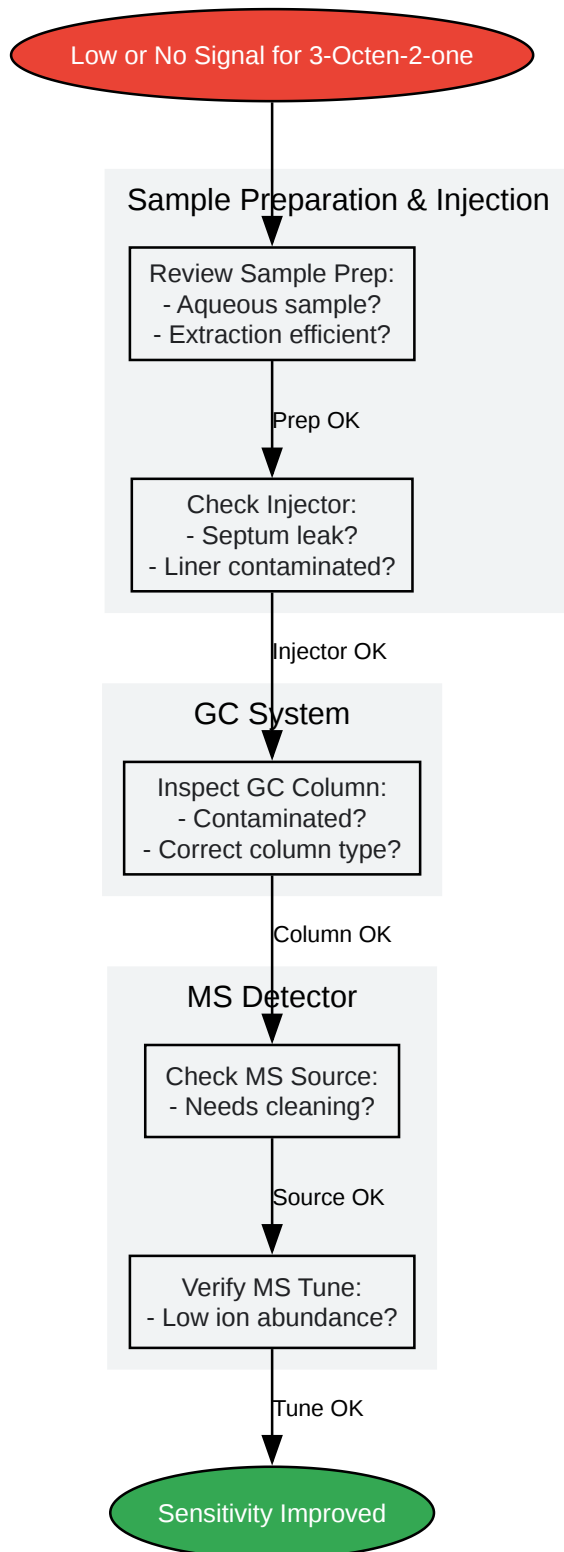 Low or No Signal for 3-Octen-2-one
Sample Preparation & Injection
Review Sample Prep:
- Aqueous sample?
- Extraction efficient?
Prep OK
Check Injector:
- Septum leak?
- Liner contaminated?
Injector OK
GC System
Inspect GC Column:
- Contaminated?
- Correct column type?
Column OK
MS Detector
Check MS Source:
- Needs cleaning?
Source OK
Verify MS Tune:
- Low ion abundance?
Tune OK
Sensitivity Improved